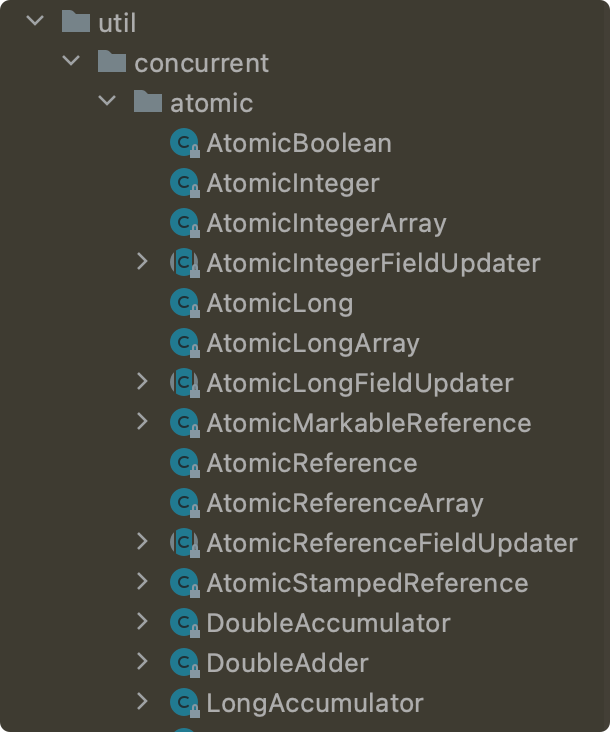 util
concurrent
atomic
AtomicBoolean
AtomicInteger
AtomicIntegerArray
AtomicIntegerFieldUpdater
AtomicLong
AtomicLongArray
AtomicLongFieldUpdater
AtomicMarkableReference
AtomicReference
AtomicReferenceArray
AtomicReferenceFieldUpdater
AtomicStampedReference
DoubleAccumulator
DoubleAdder
LongAccumulator